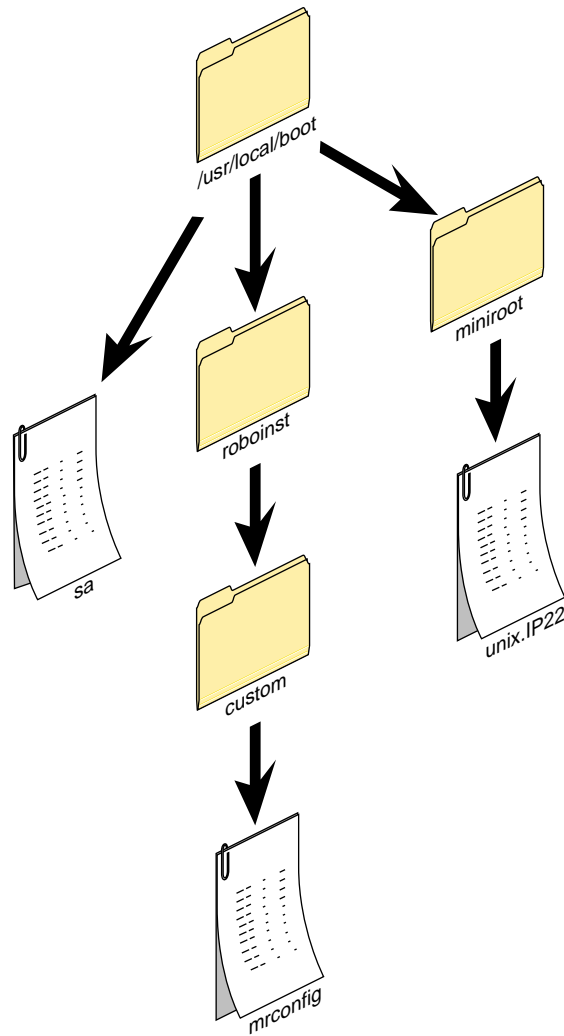 /usr/local/boot
miniroot
roboinst
sa
unix.IP22
custom
mrconfig